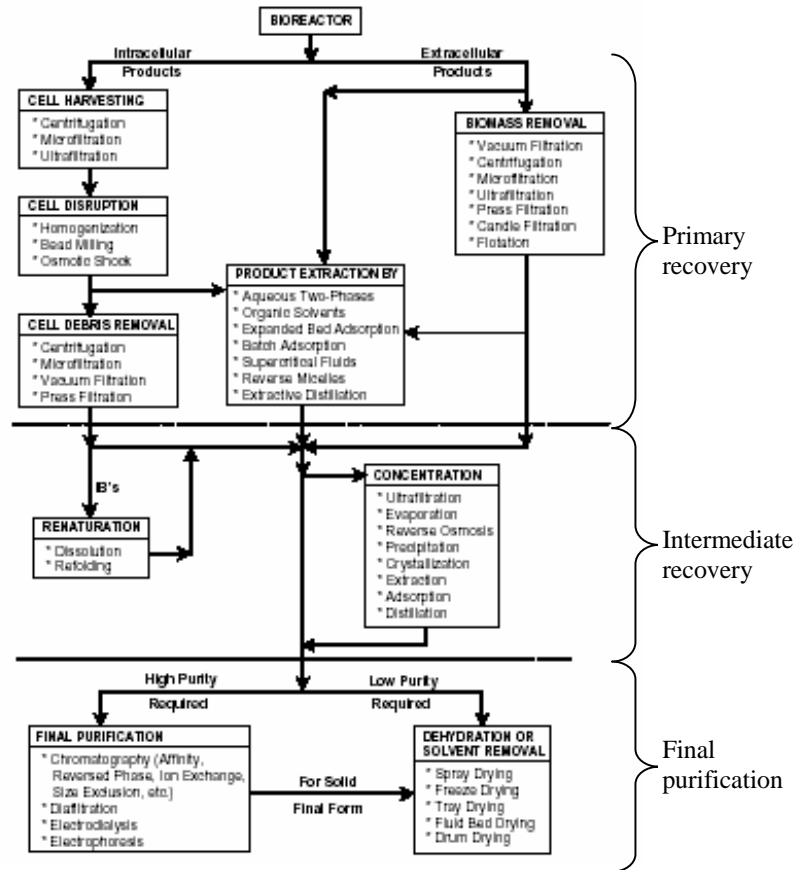 BIOREACTOR
Intracellular
Products
Extracellular
Products
CELL HARVESTING
* Centrifugation
* Microfiltration
* Ultrafiltration
BIOMASS REMOVAL
* Vacuum Filtration
* Centrifugation
* Microfiltration
* Ultrafiltration
* Press Filtration
* Candle Filtration
* Flotation
CELL DISRUPTION
* Homogenization
* Bead Milling
* Osmotic Shock
Primary
recovery
PRODUCT EXTRACTION BY
* Aqueous Two-Phases
* Organic Solvents
* Expanded Bed Adsorption
* Batch Adsorption
* Supercritical Fluids
* Reverse Micelles
* Extractive Distillation
CELL DEBRIS REMOVAL
* Centrifugation
* Microfiltration
* Vacuum Filtration
* Press Filtration
IB's
RENATURATION
* Dissolution
* Refolding
CONCENTRATION
* Ultrafiltration
* Evaporation
* Reverse Osmosis
* Precipitation
* Crystallization
* Extraction
* Adsorption
* Distillation
Intermediate
recovery
High Purity
Required
Low Purity
Required
FINAL PURIFICATION
* Chromatography (Affinity,
Reversed Phase, Ion Exchange,
Size Exclusion, etc.)
* Diafiltration
* Electrodialysis
* Electrophoresis
For Solid
Final Form
DEHYDRATION OR
SOLVENT REMOVAL
* Spray Drying
* Freeze Drying
* Tray Drying
* Fluid Bed Drying
* Drum Drying
Final
purification